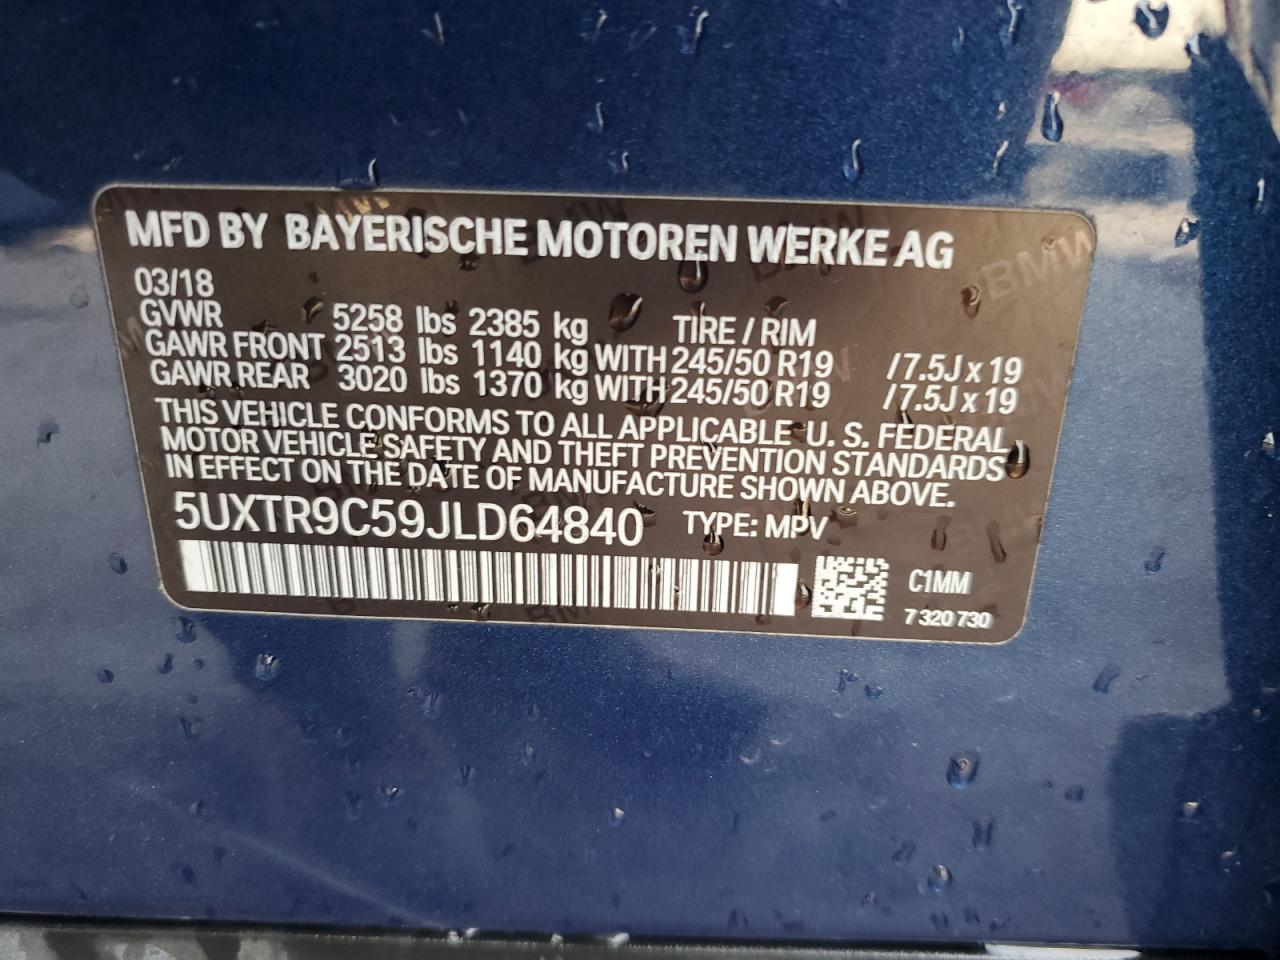 MFD BY BAYERISCHE MOTOREN WERKE AG
03/18
GVWR 5258 lbs 2385 kg TIRE / RIM
GAWR FRONT 2513 lbs 1140 kg WITH 245/50 R19 /7.5J x 19
GAWR REAR 3020 lbs 1370 kg WITH 245/50 R19 /7.5J x 19
THIS VEHICLE CONFORMS TO ALL APPLICABLE U. S. FEDERAL
MOTOR VEHICLE SAFETY AND THEFT PREVENTION STANDARDS
IN EFFECT ON THE DATE OF MANUFACTURE SHOWN ABOVE.
5UXTR9C59JLD64840 TYPE: MPV
C1MM
7 320 730